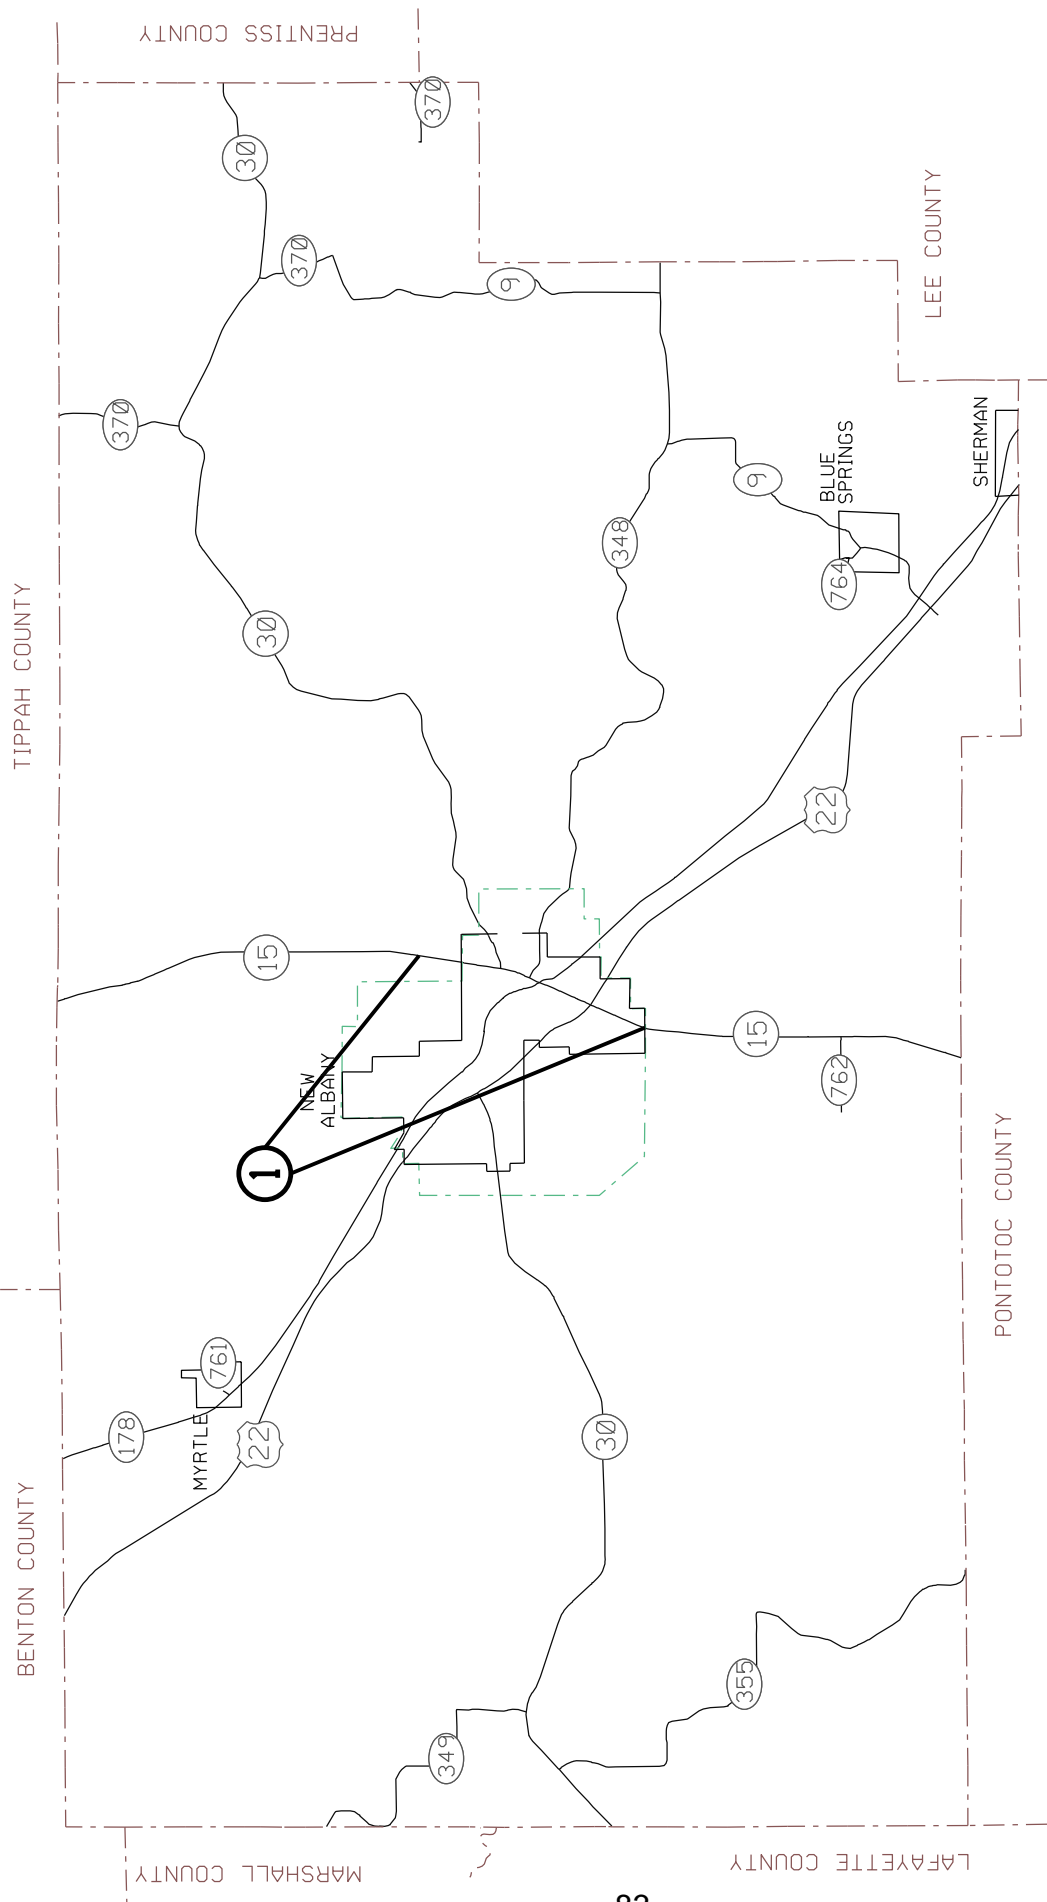 BENTON COUNTY
TIPPAH COUNTY
MARSHALL COUNTY
PRENTISS COUNTY
178
370
MYRTLE
761
30
22
1
15
30
370
NEW
ALBANY
370
349
9
30
348
355
15
9
762
22
764
BLUE
SPRINGS
LEE COUNTY
LAFAYETTE COUNTY
SHERMAN
PONTOTOC COUNTY